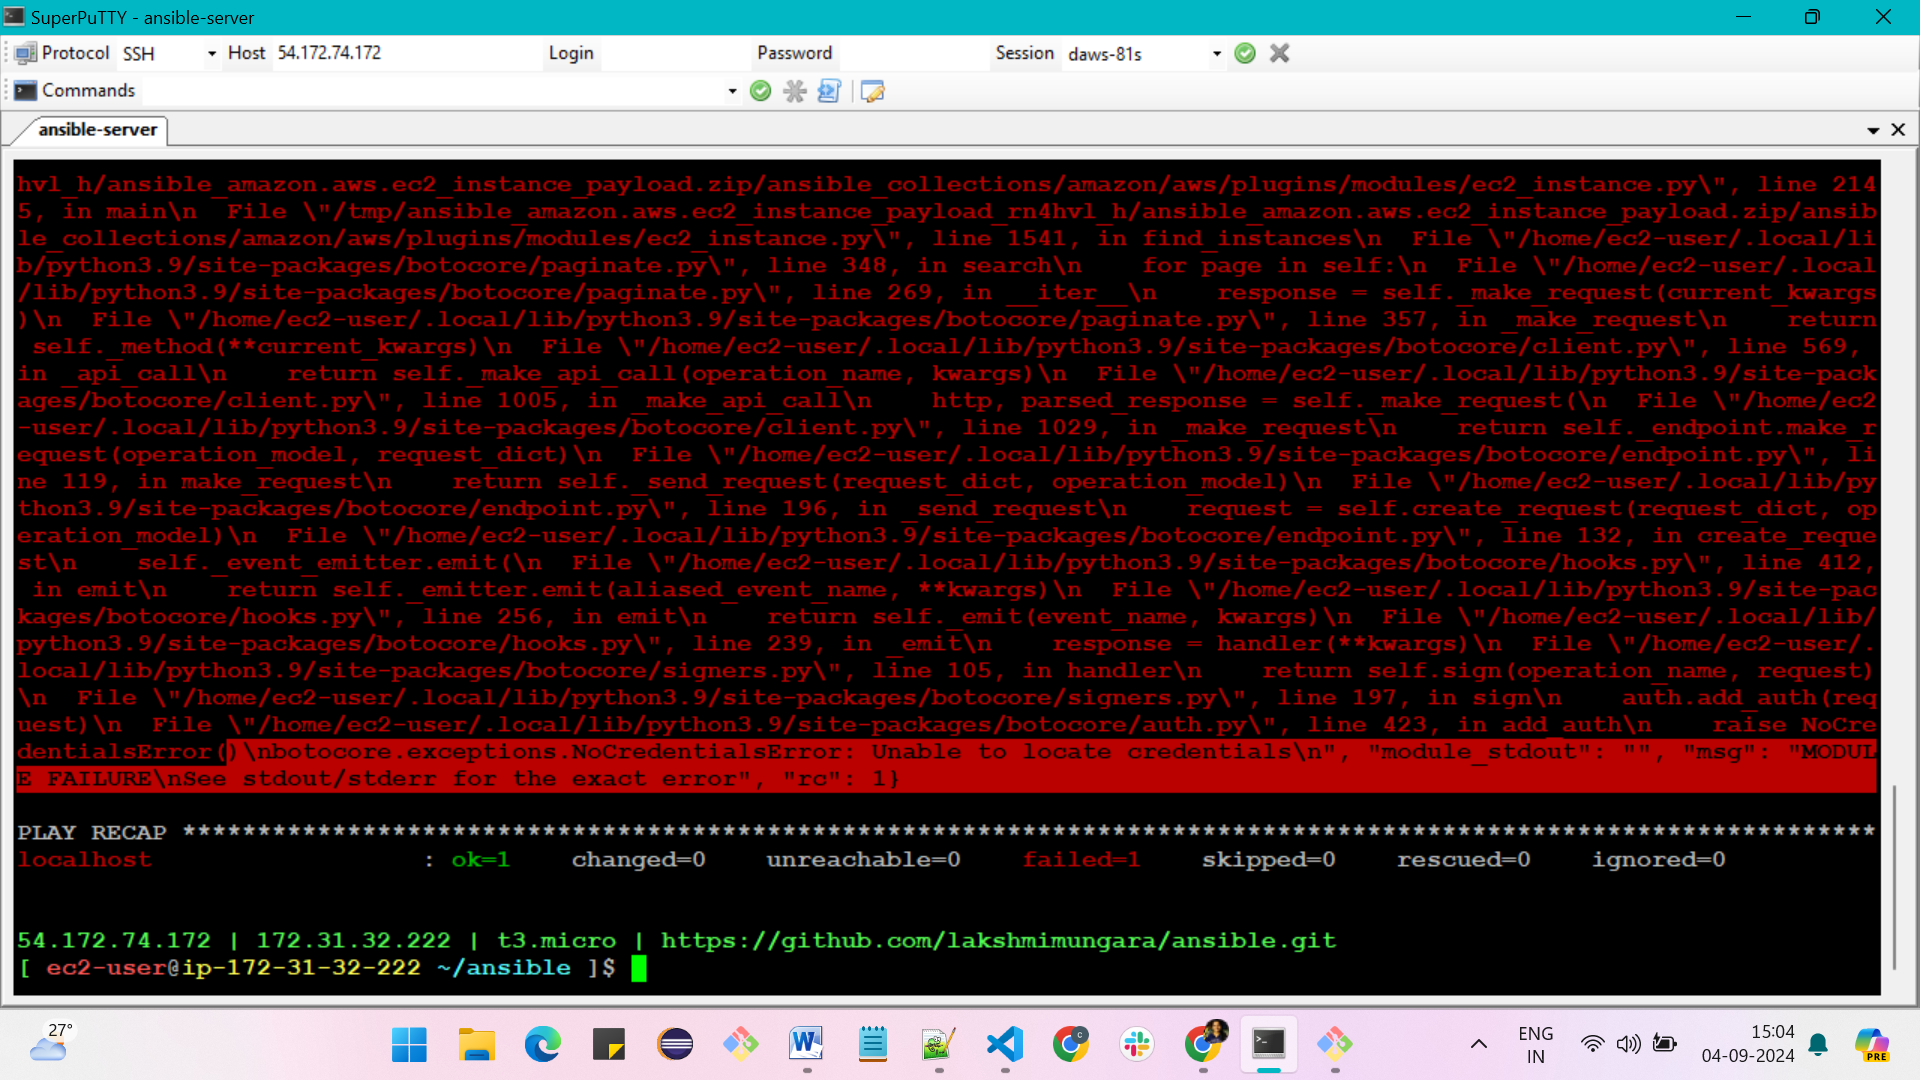 SuperPuTTY - ansible-server
Protocol SSH Host 54.172.74.172 Login Password Session daws-81s
Commands
ansible-server
hvl_h/ansible_amazon.aws.ec2_instance_payload.zip/ansible_collections/amazon/aws/plugins/modules/ec2_instance.py\", line 214
5, in main\n  File \"/tmp/ansible_amazon.aws.ec2_instance_payload_rn4hvl_h/ansible_amazon.aws.ec2_instance_payload.zip/ansib
le_collections/amazon/aws/plugins/modules/ec2_instance.py\", line 1541, in find_instances\n  File \"/home/ec2-user/.local/li
b/python3.9/site-packages/botocore/paginate.py\", line 348, in search\n    for page in self:\n  File \"/home/ec2-user/.local
/lib/python3.9/site-packages/botocore/paginate.py\", line 269, in __iter__\n    response = self._make_request(current_kwargs
)\n  File \"/home/ec2-user/.local/lib/python3.9/site-packages/botocore/paginate.py\", line 357, in _make_request\n    return
 self._method(**current_kwargs)\n  File \"/home/ec2-user/.local/lib/python3.9/site-packages/botocore/client.py\", line 569,
in _api_call\n    return self._make_api_call(operation_name, kwargs)\n  File \"/home/ec2-user/.local/lib/python3.9/site-pack
ages/botocore/client.py\", line 1005, in _make_api_call\n    http, parsed_response = self._make_request(\n  File \"/home/ec2
-user/.local/lib/python3.9/site-packages/botocore/client.py\", line 1029, in _make_request\n    return self._endpoint.make_r
equest(operation_model, request_dict)\n  File \"/home/ec2-user/.local/lib/python3.9/site-packages/botocore/endpoint.py\", li
ne 119, in make_request\n    return self._send_request(request_dict, operation_model)\n  File \"/home/ec2-user/.local/lib/py
thon3.9/site-packages/botocore/endpoint.py\", line 196, in _send_request\n    request = self.create_request(request_dict, op
eration_model)\n  File \"/home/ec2-user/.local/lib/python3.9/site-packages/botocore/endpoint.py\", line 132, in create_reque
st\n    self._event_emitter.emit(\n  File \"/home/ec2-user/.local/lib/python3.9/site-packages/botocore/hooks.py\", line 412,
 in emit\n    return self._emitter.emit(aliased_event_name, **kwargs)\n  File \"/home/ec2-user/.local/lib/python3.9/site-pac
kages/botocore/hooks.py\", line 256, in emit\n    return self._emit(event_name, kwargs)\n  File \"/home/ec2-user/.local/lib/
python3.9/site-packages/botocore/hooks.py\", line 239, in _emit\n    response = handler(**kwargs)\n  File \"/home/ec2-user/.
local/lib/python3.9/site-packages/botocore/signers.py\", line 105, in handler\n    return self.sign(operation_name, request)
\n  File \"/home/ec2-user/.local/lib/python3.9/site-packages/botocore/signers.py\", line 197, in sign\n    auth.add_auth(req
uest)\n  File \"/home/ec2-user/.local/lib/python3.9/site-packages/botocore/auth.py\", line 423, in add_auth\n    raise NoCre
dentialsError()\nbotocore.exceptions.NoCredentialsError: Unable to locate credentials\n", "module_stdout": "", "msg": "MODUL
E FAILURE\nSee stdout/stderr for the exact error", "rc": 1}
PLAY RECAP *****************************************************************************************************************
localhost                  : ok=1    changed=0    unreachable=0    failed=1    skipped=0    rescued=0    ignored=0
54.172.74.172 | 172.31.32.222 | t3.micro | https://github.com/lakshmimungara/ansible.git
[ ec2-user@ip-172-31-32-222 ~/ansible ]$
27°
ENG
IN
15:04
04-09-2024
PRE